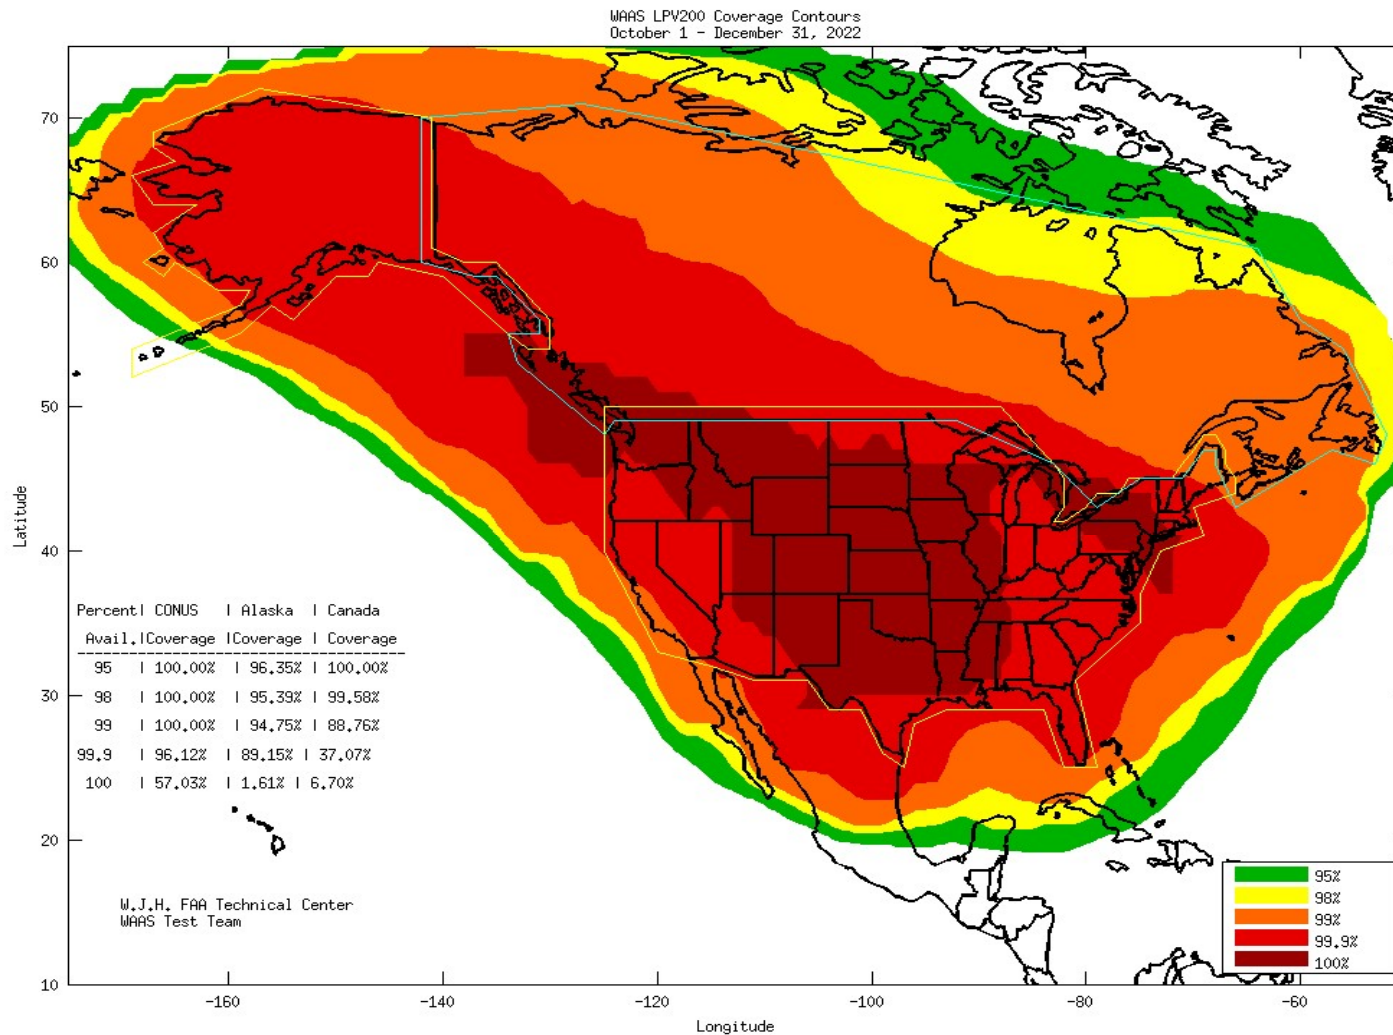 WAAS LPV200 Coverage Contours
October 1 - December 31, 2022
70
60
50
40
30
20
10
Latitude
Percent| CONUS | Alaska | Canada
Avail.|Coverage |Coverage | Coverage
-----------------------------------------
95 | 100.00% | 96.35% | 100.00%
98 | 100.00% | 95.39% | 99.58%
99 | 100.00% | 94.75% | 88.76%
99.9 | 96.12% | 89.15% | 37.07%
100 | 57.03% | 1.61% | 6.70%
W.J.H. FAA Technical Center
WAAS Test Team
95%
98%
99%
99.9%
100%
-160 -140 -120 -100 -80 -60
Longitude